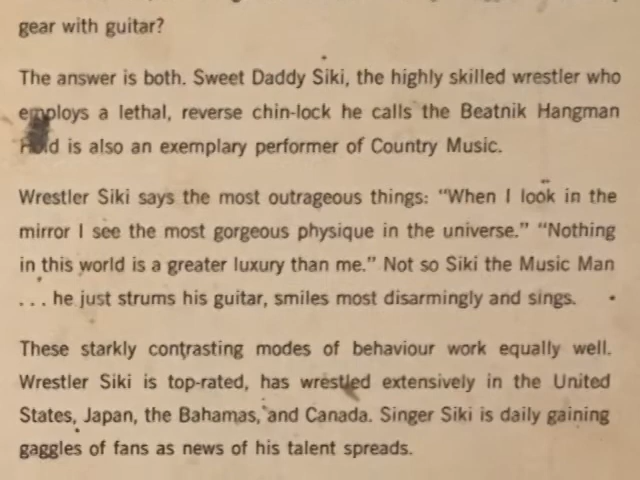 gear with guitar?
The answer is both. Sweet Daddy Siki, the highly skilled wrestler who
employs a lethal, reverse chin-lock he calls the Beatnik Hangman
Hold is also an exemplary performer of Country Music.
Wrestler Siki says the most outrageous things: “When I look in the
mirror I see the most gorgeous physique in the universe.” “Nothing
in this world is a greater luxury than me.” Not so Siki the Music Man
... he just strums his guitar, smiles most disarmingly and sings.
These starkly contrasting modes of behaviour work equally well.
Wrestler Siki is top-rated, has wrestled extensively in the United
States, Japan, the Bahamas, and Canada. Singer Siki is daily gaining
gaggles of fans as news of his talent spreads.